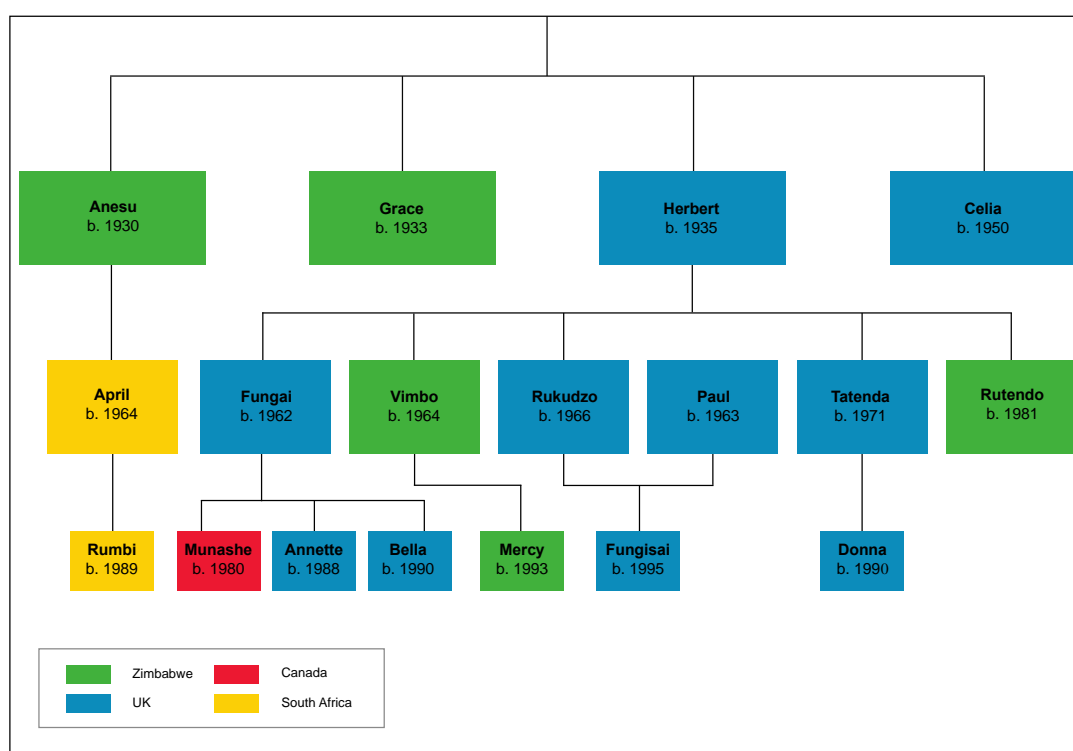 Anesu
b. 1930
Grace
b. 1933
Herbert
b. 1935
Celia
b. 1950
April
b. 1964
Fungai
b. 1962
Vimbo
b. 1964
Rukudzo
b. 1966
Paul
b. 1963
Tatenda
b. 1971
Rutendo
b. 1981
Rumbi
b. 1989
Munashe
b. 1980
Annette
b. 1988
Bella
b. 1990
Mercy
b. 1993
Fungisai
b. 1995
Donna
b. 1990
Zimbabwe
Canada
UK
South Africa